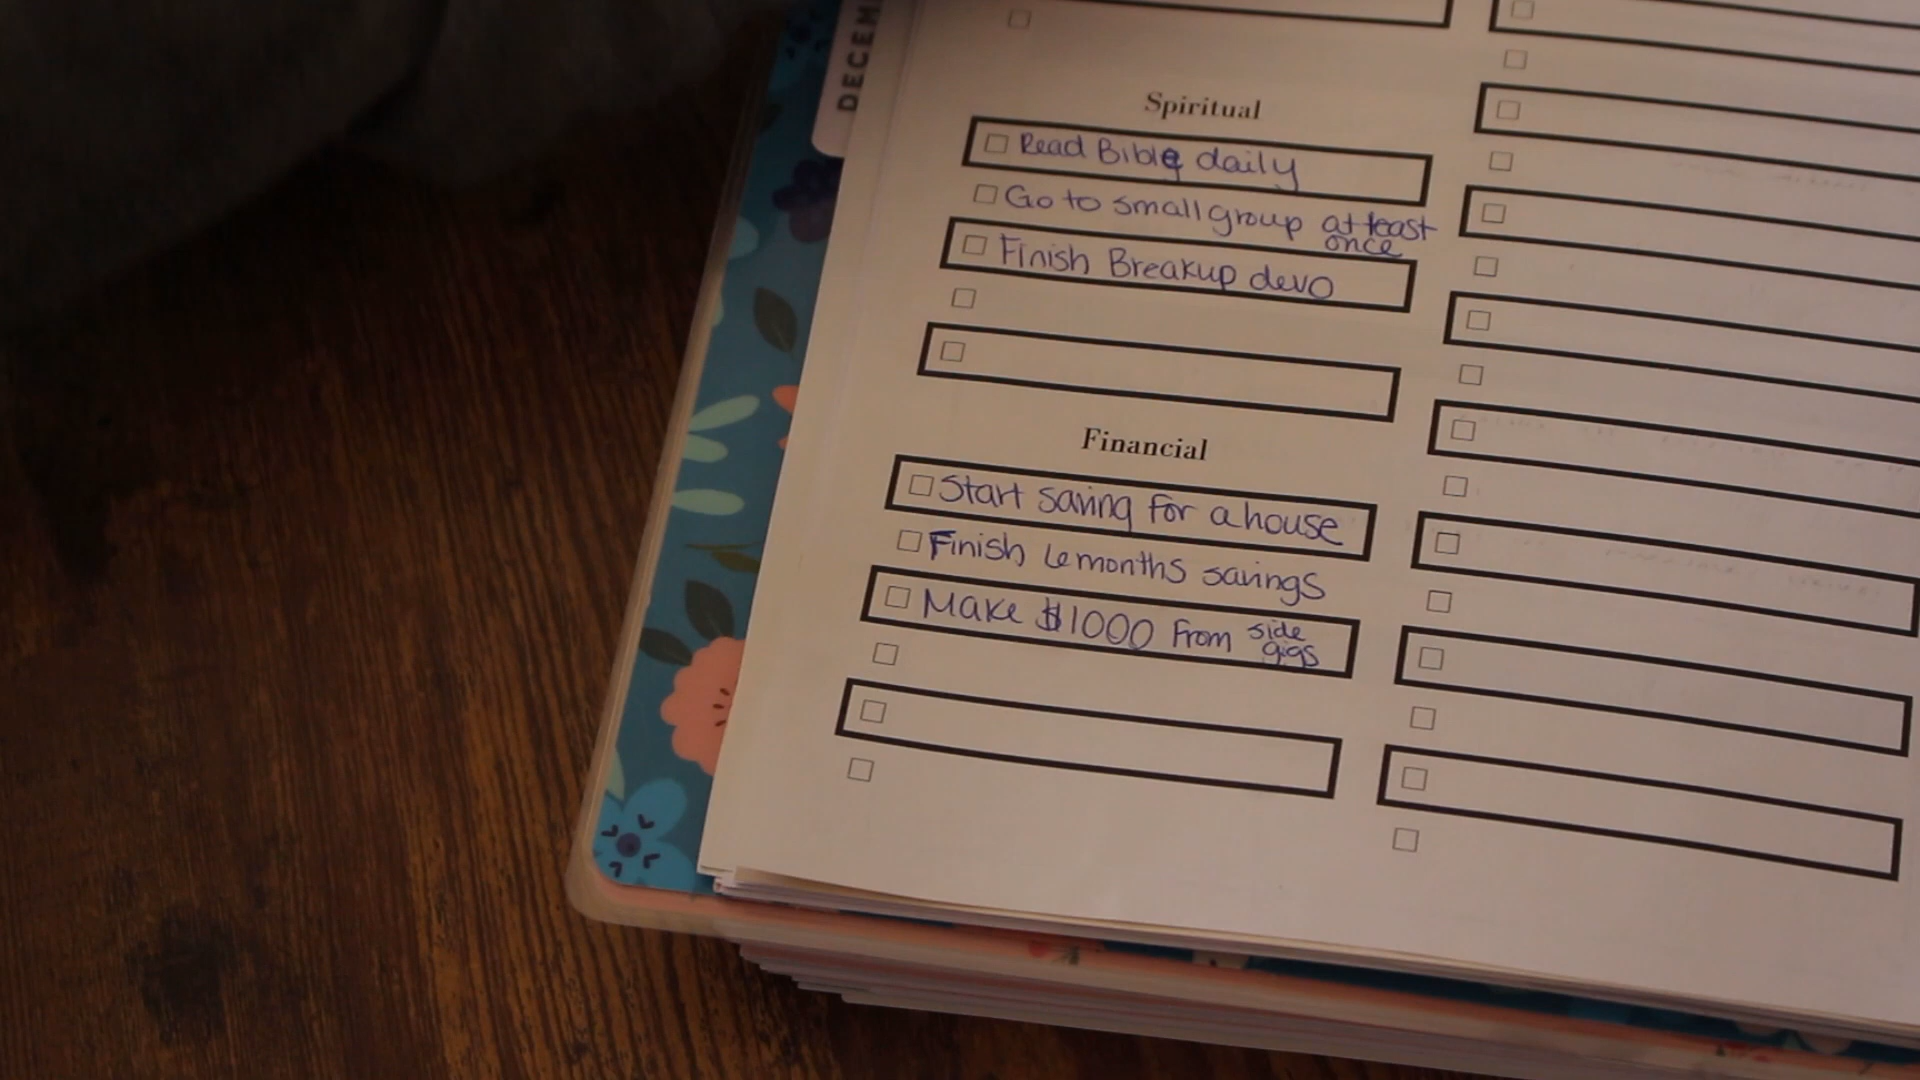 DECEM
Spiritual
Read Bible daily
Go to small group at least
once
Finish Breakup devo
Financial
Start saving for a house
Finish 6 months savings
Make $1000 from side
gigs